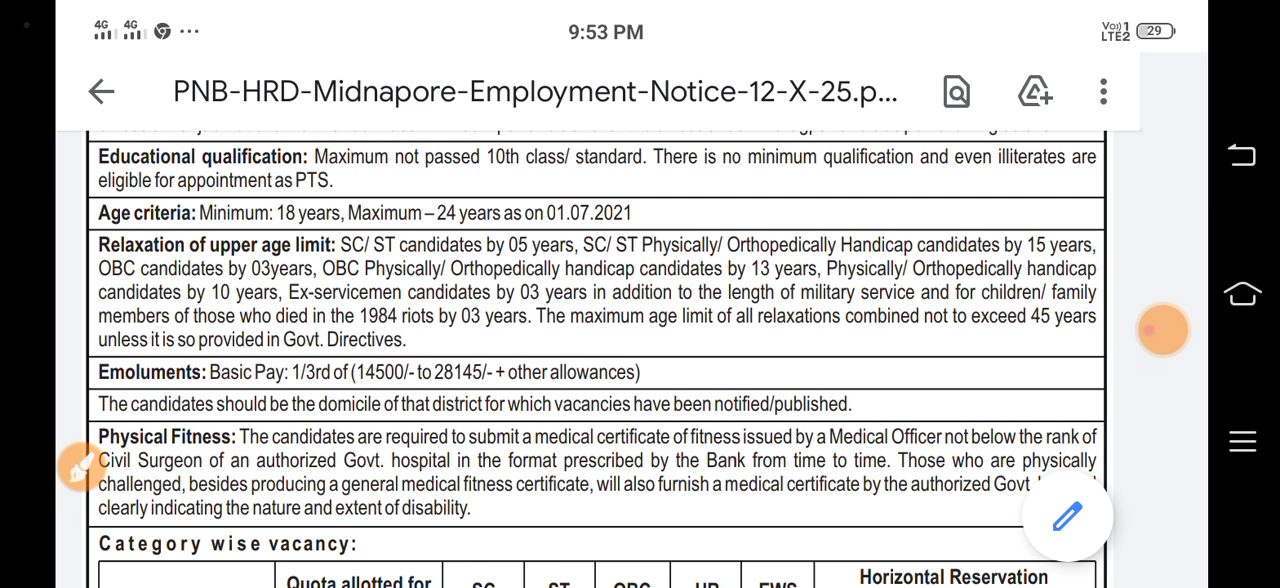 4G 4G
9:53 PM
Vo))1
LTE2
29
PNB-HRD-Midnapore-Employment-Notice-12-X-25.p...
Educational qualification: Maximum not passed 10th class/ standard. There is no minimum qualification and even illiterates are
eligible for appointment as PTS.
Age criteria: Minimum: 18 years, Maximum – 24 years as on 01.07.2021
Relaxation of upper age limit: SC/ ST candidates by 05 years, SC/ ST Physically/ Orthopedically Handicap candidates by 15 years,
OBC candidates by 03years, OBC Physically/ Orthopedically handicap candidates by 13 years, Physically/ Orthopedically handicap
candidates by 10 years, Ex-servicemen candidates by 03 years in addition to the length of military service and for children/ family
members of those who died in the 1984 riots by 03 years. The maximum age limit of all relaxations combined not to exceed 45 years
unless it is so provided in Govt. Directives.
Emoluments: Basic Pay: 1/3rd of (14500/- to 28145/- + other allowances)
The candidates should be the domicile of that district for which vacancies have been notified/published.
Physical Fitness: The candidates are required to submit a medical certificate of fitness issued by a Medical Officer not below the rank of
Civil Surgeon of an authorized Govt. hospital in the format prescribed by the Bank from time to time. Those who are physically
challenged, besides producing a general medical fitness certificate, will also furnish a medical certificate by the authorized Govt.
clearly indicating the nature and extent of disability.
Category wise vacancy:
Quota allotted for SC ST OBC UR EWS Horizontal Reservation